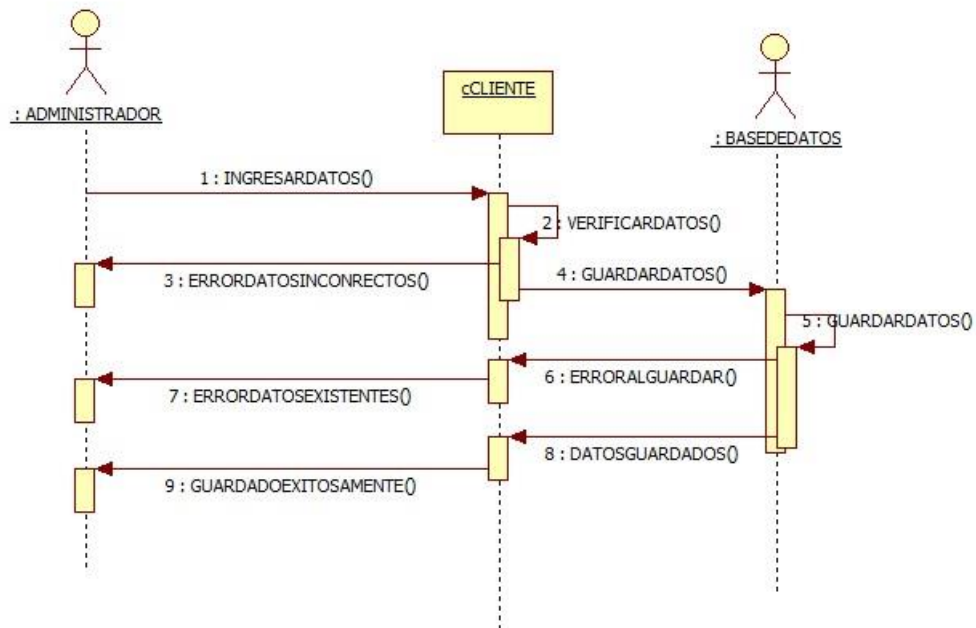 : ADMINISTRADOR
cCLIENTE
: BASEDEDATOS
1 : INGRESARDATOS()
2 : VERIFICARDATOS()
3 : ERRORDATOSINCONRECTOS()
4 : GUARDARDATOS()
5 : GUARDARDATOS()
6 : ERRORALGUARDAR()
7 : ERRORDATOSEXISTENTES()
8 : DATOSGUARDADOS()
9 : GUARDADOEXITOSAMENTE()